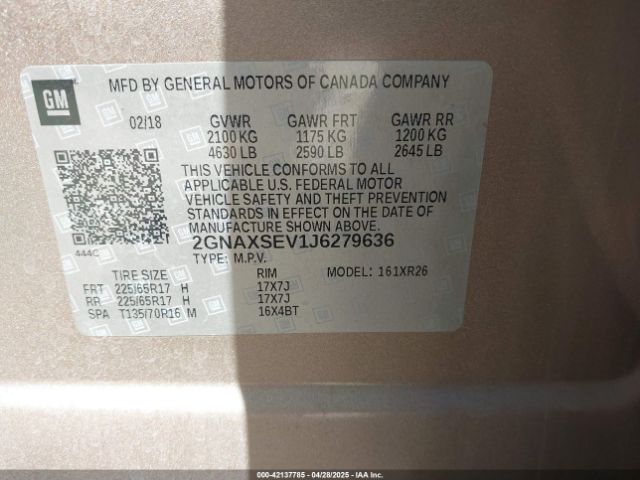 GM
MFD BY GENERAL MOTORS OF CANADA COMPANY
02/18 GVWR GAWR FRT GAWR RR
2100 KG 1175 KG 1200 KG
4630 LB 2590 LB 2645 LB
THIS VEHICLE CONFORMS TO ALL
APPLICABLE U.S. FEDERAL MOTOR
VEHICLE SAFETY AND THEFT PREVENTION
STANDARDS IN EFFECT ON THE DATE OF
MANUFACTURE SHOWN ABOVE.
444C 2GNAXSEV1J6279636
TYPE: M.P.V.
TIRE SIZE RIM MODEL: 161XR26
FRT 225/65R17 H 17X7J
RR 225/65R17 H 17X7J
SPA T135/70R16 M 16X4BT
000-42137785 - 04/28/2025 - IAA Inc.